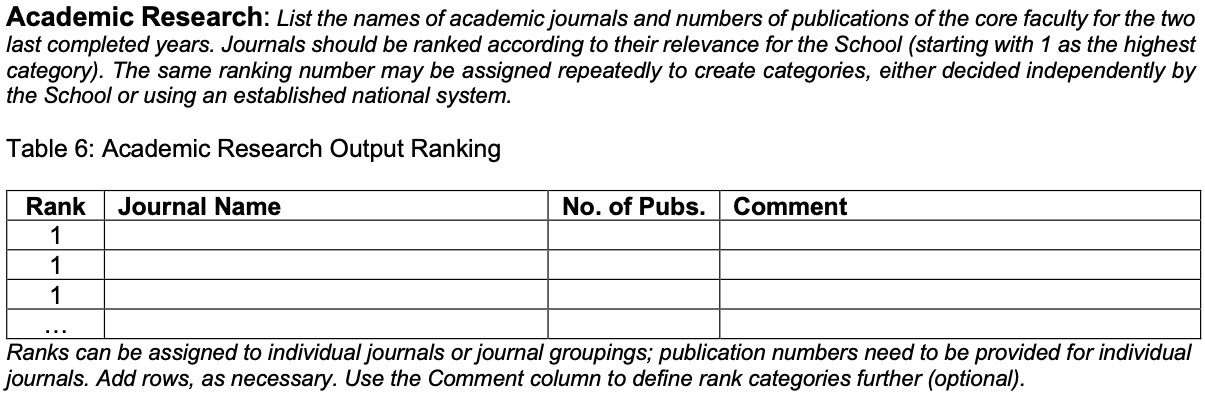 Academic Research: List the names of academic journals and numbers of publications of the core faculty for the two
last completed years. Journals should be ranked according to their relevance for the School (starting with 1 as the highest
category). The same ranking number may be assigned repeatedly to create categories, either decided independently by
the School or using an established national system.
Table 6: Academic Research Output Ranking
Rank Journal Name No. of Pubs. Comment
1
1
1
…
Ranks can be assigned to individual journals or journal groupings; publication numbers need to be provided for individual
journals. Add rows, as necessary. Use the Comment column to define rank categories further (optional).